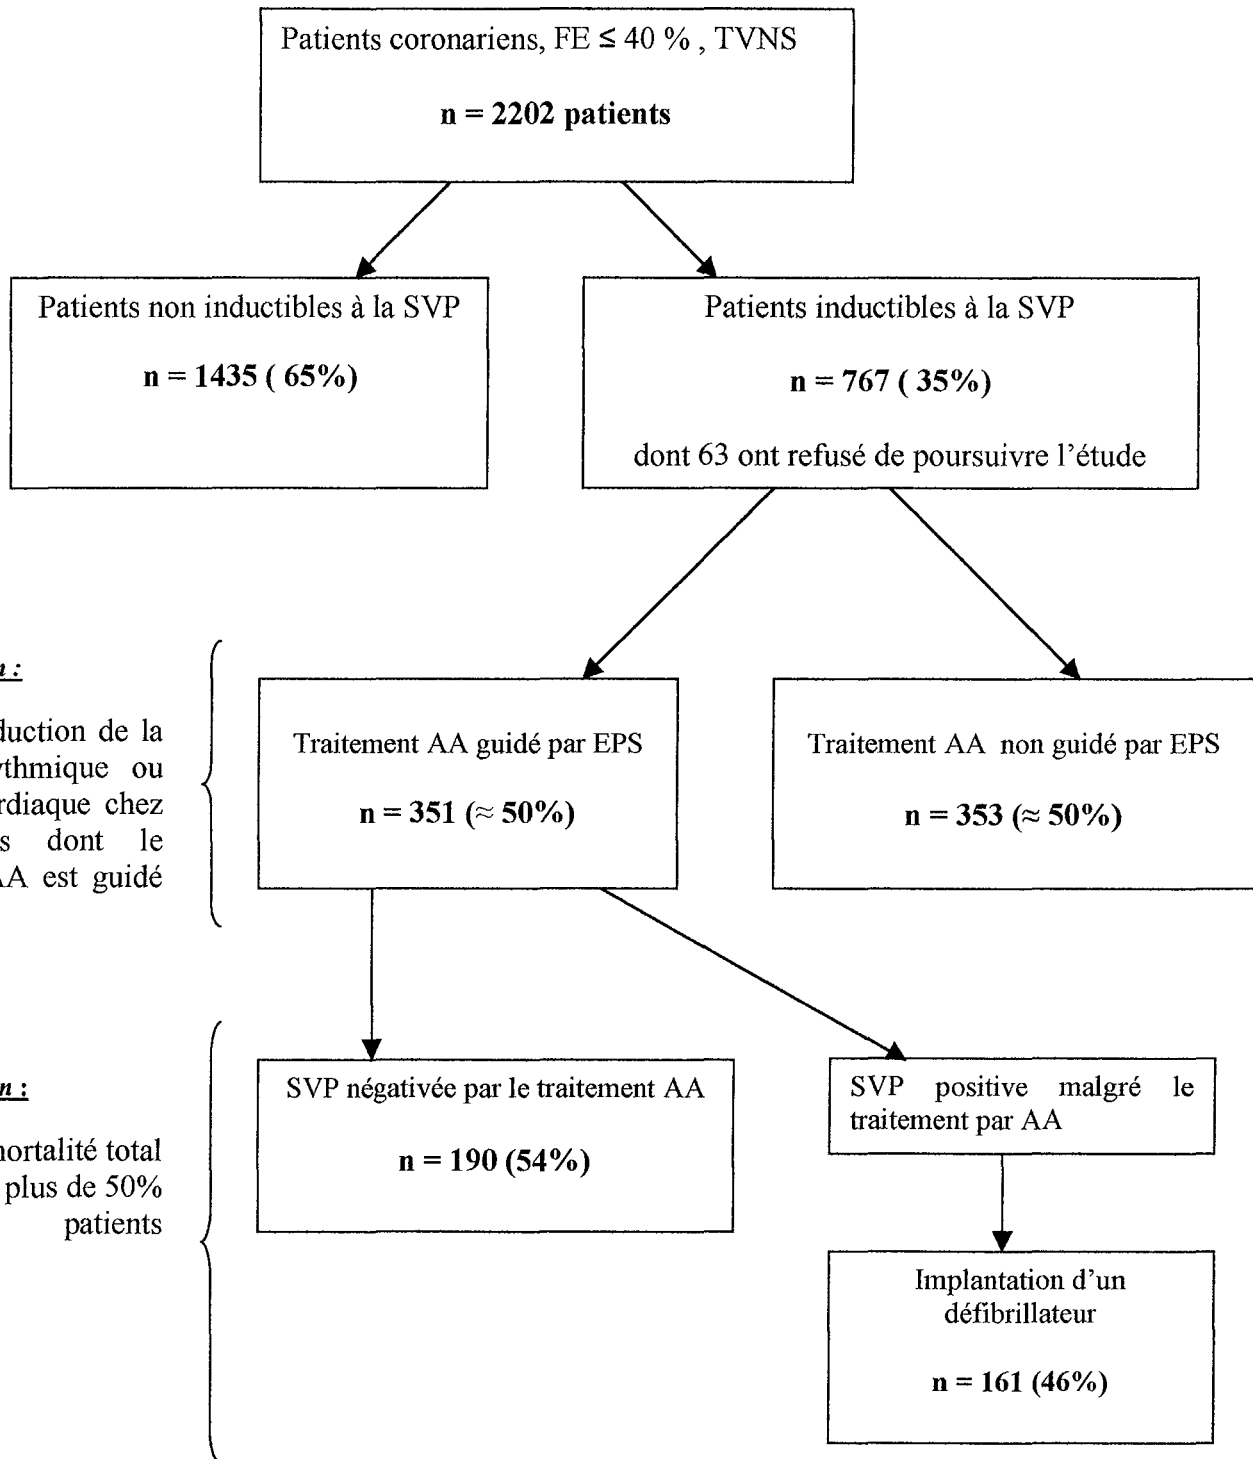 Patients coronariens, FE ≤ 40 % , TVNS
n = 2202 patients
Patients non inductibles à la SVP
n = 1435 ( 65%)
Patients inductibles à la SVP
n = 767 ( 35%)
dont 63 ont refusé de poursuivre l'étude
n :
duction de la
ythmique ou
rdiaque chez
s dont le
AA est guidé
Traitement AA guidé par EPS
n = 351 (≈ 50%)
Traitement AA non guidé par EPS
n = 353 (≈ 50%)
n :
mortalité total
plus de 50%
patients
SVP négativée par le traitement AA
n = 190 (54%)
SVP positive malgré le
traitement par AA
Implantation d'un
défibrillateur
n = 161 (46%)